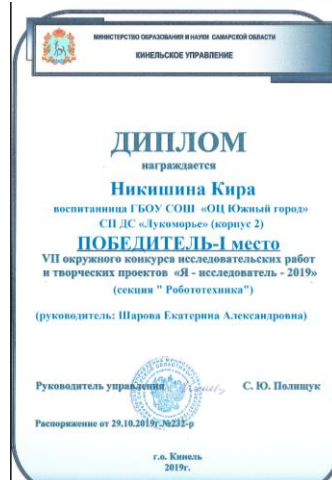 МИНИСТЕРСТВО ОБРАЗОВАНИЯ И НАУКИ САМАРСКОЙ ОБЛАСТИ
КИНЕЛЬСКОЕ УПРАВЛЕНИЕ
ДИПЛОМ
награждается
Никишина Кира
воспитанница ГБОУ СОШ «ОЦ Южный город»
СП ДС «Лукоморье» (корпус 2)
ПОБЕДИТЕЛЬ-I место
VII окружного конкурса исследовательских работ
и творческих проектов «Я - исследователь - 2019»
(секция " Робототехника")
(руководитель: Шарова Екатерина Александровна)
Руководитель управления С. Ю. Полищук
Распоряжение от 29.10.2019г.№232-р
г.о. Кинель
2019г.